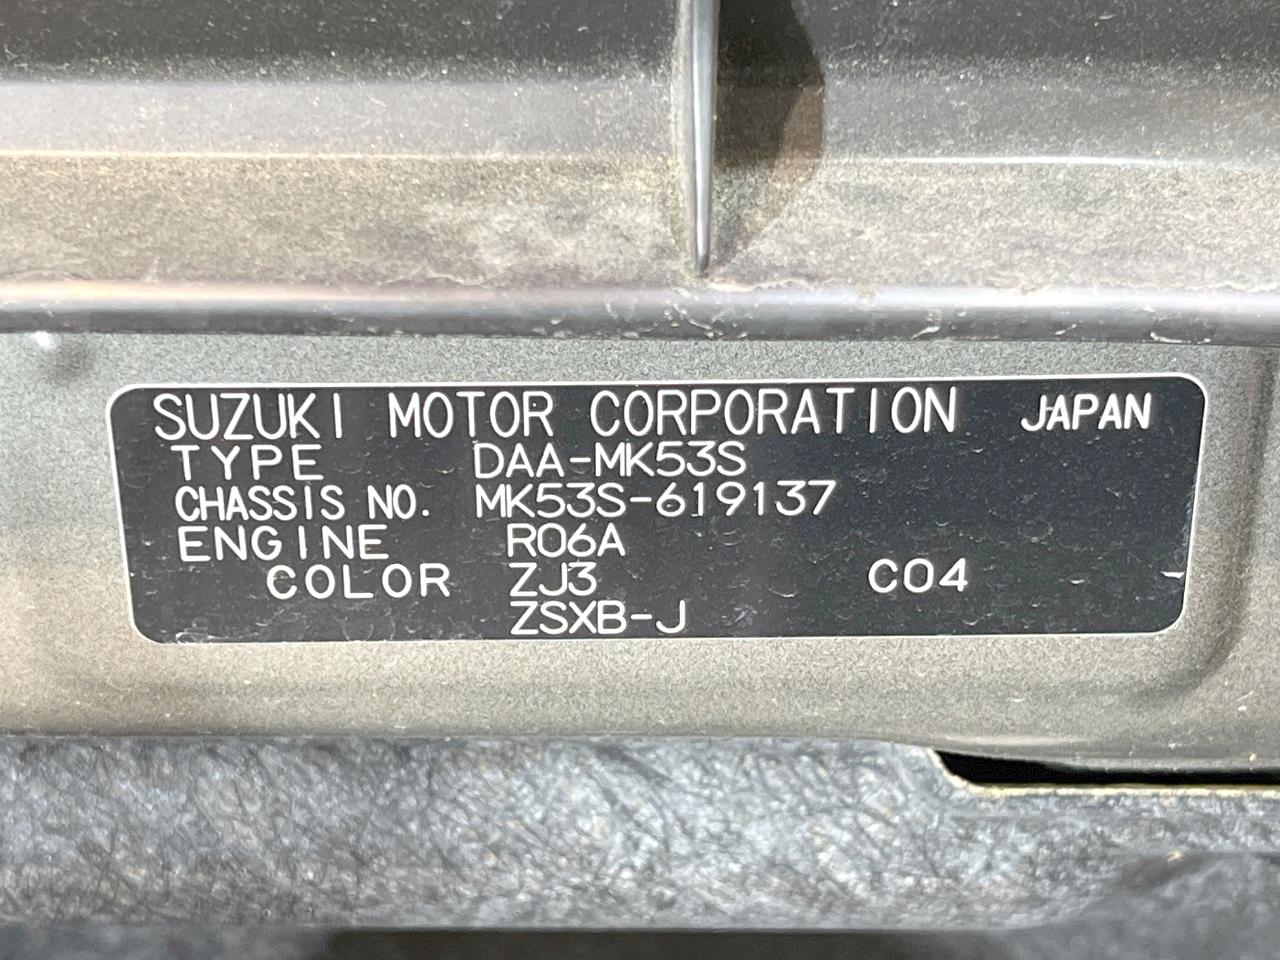 SUZUKI MOTOR CORPORATION JAPAN
TYPE DAA-MK53S
CHASSIS NO. MK53S-619137
ENGINE R06A
COLOR ZJ3 C04
ZSXB-J